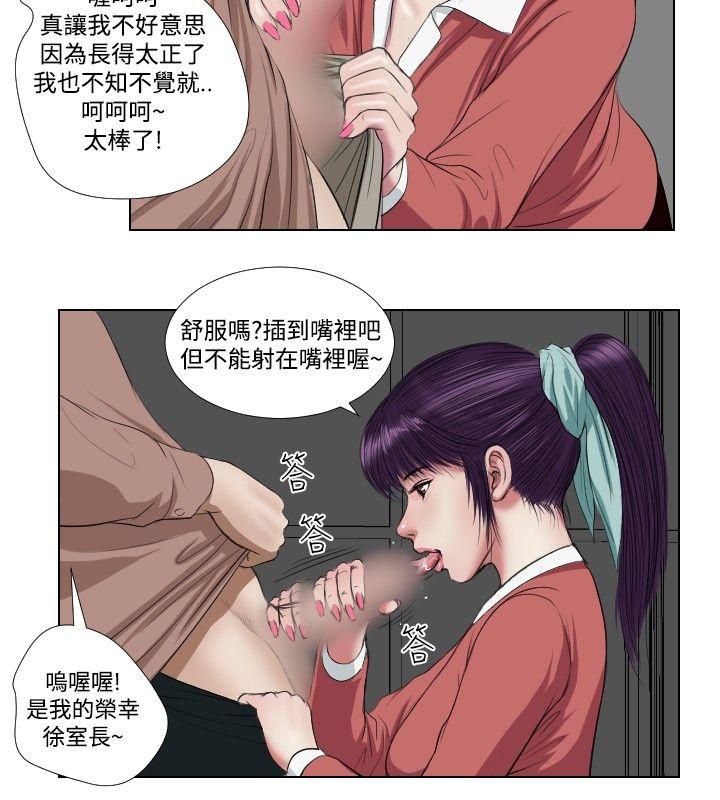 喔呵呵
真讓我不好意思
因為長得太正了
我也不知不覺就..
呵呵呵~
太棒了!
舒服嗎?插到嘴裡吧
但不能射在嘴裡喔~
答
答
答
嗚喔喔!
是我的榮幸
徐室長~